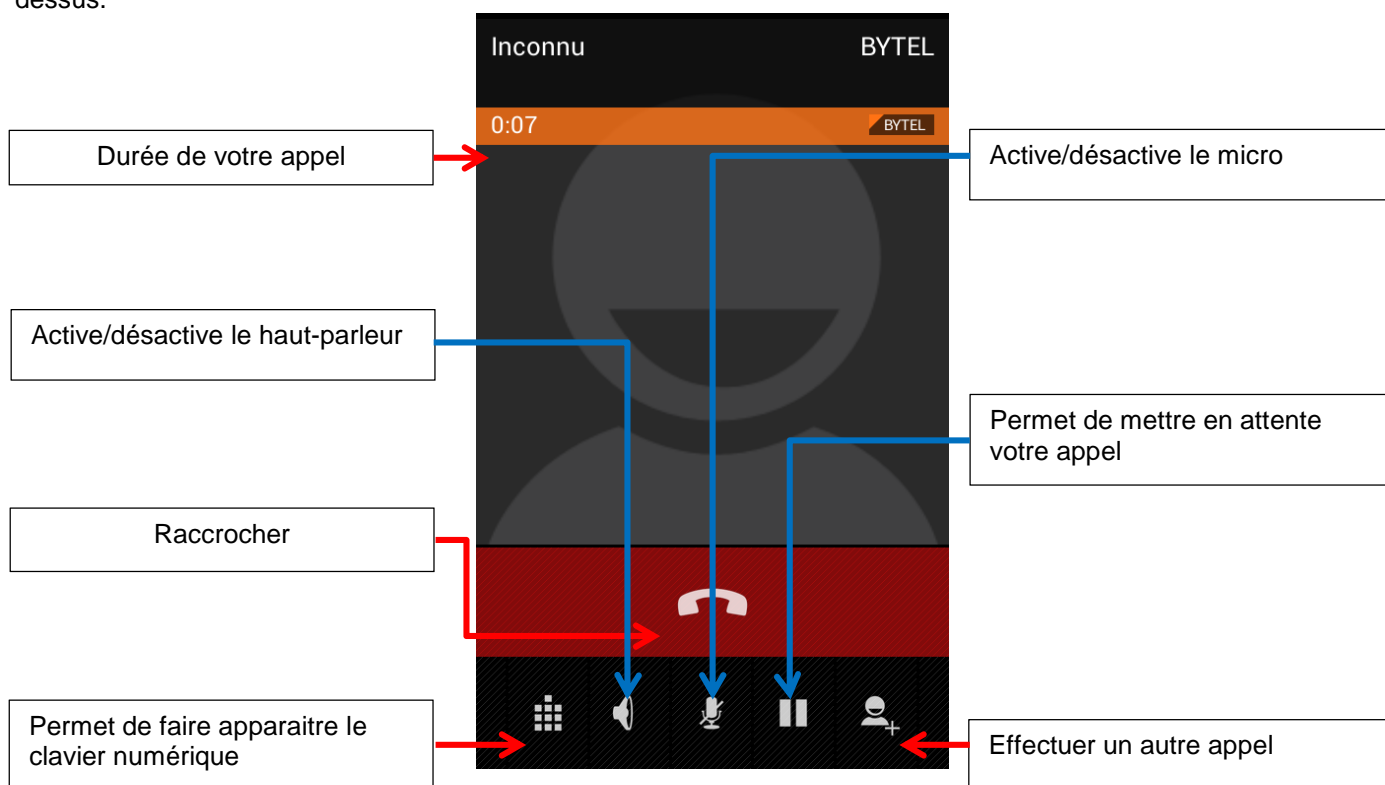 dessus.
Inconnu BYTEL
0:07 BYTEL
Durée de votre appel
Active/désactive le micro
Active/désactive le haut-parleur
Permet de mettre en attente
votre appel
Raccrocher
Permet de faire apparaitre le
clavier numérique
Effectuer un autre appel